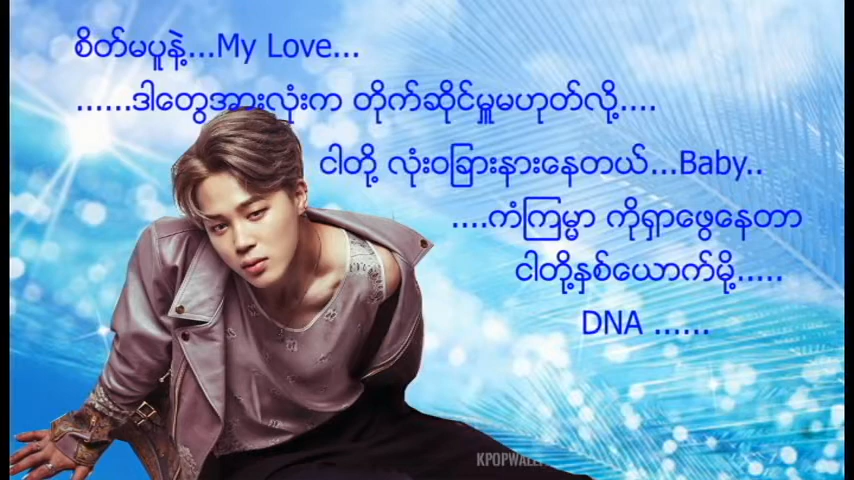 စိတ်မပူနဲ့...My Love...
......ဒါတွေအားလုံးက တိုက်ဆိုင်မှူမဟုတ်လို့....
ငါတို့ လုံးဝခြားနားနေတယ်...Baby..
....ကံကြမ္မာ ကိုရှာဖွေနေတာ
ငါတို့နှစ်ယောက်မို့.....
DNA ......